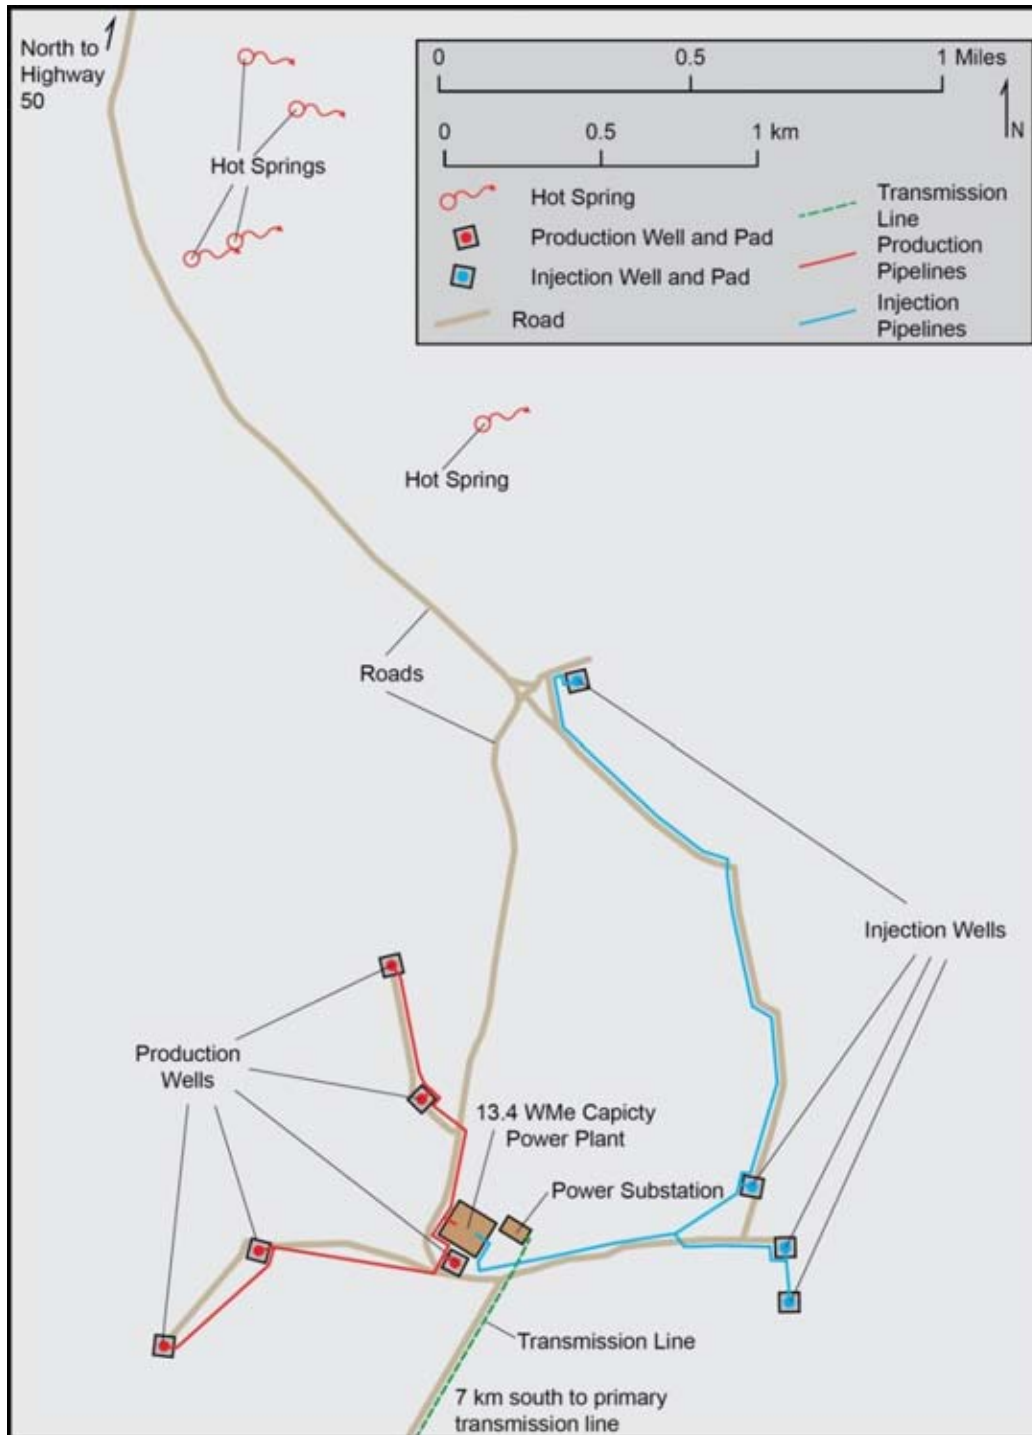 North to
Highway
50
Hot Springs
0 0.5 1 Miles
0 0.5 1 km
N
Hot Spring
Production Well and Pad
Injection Well and Pad
Road
Transmission
Line
Production
Pipelines
Injection
Pipelines
Hot Spring
Roads
Injection Wells
Production
Wells
13.4 WMe Capicty
Power Plant
Power Substation
Transmission Line
7 km south to primary
transmission line